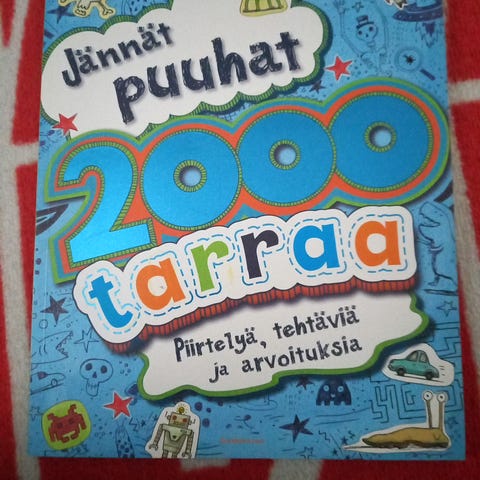 Jännät
puuhat
2000
tarraa
Piirtelyä, tehtäviä
ja arvoituksia